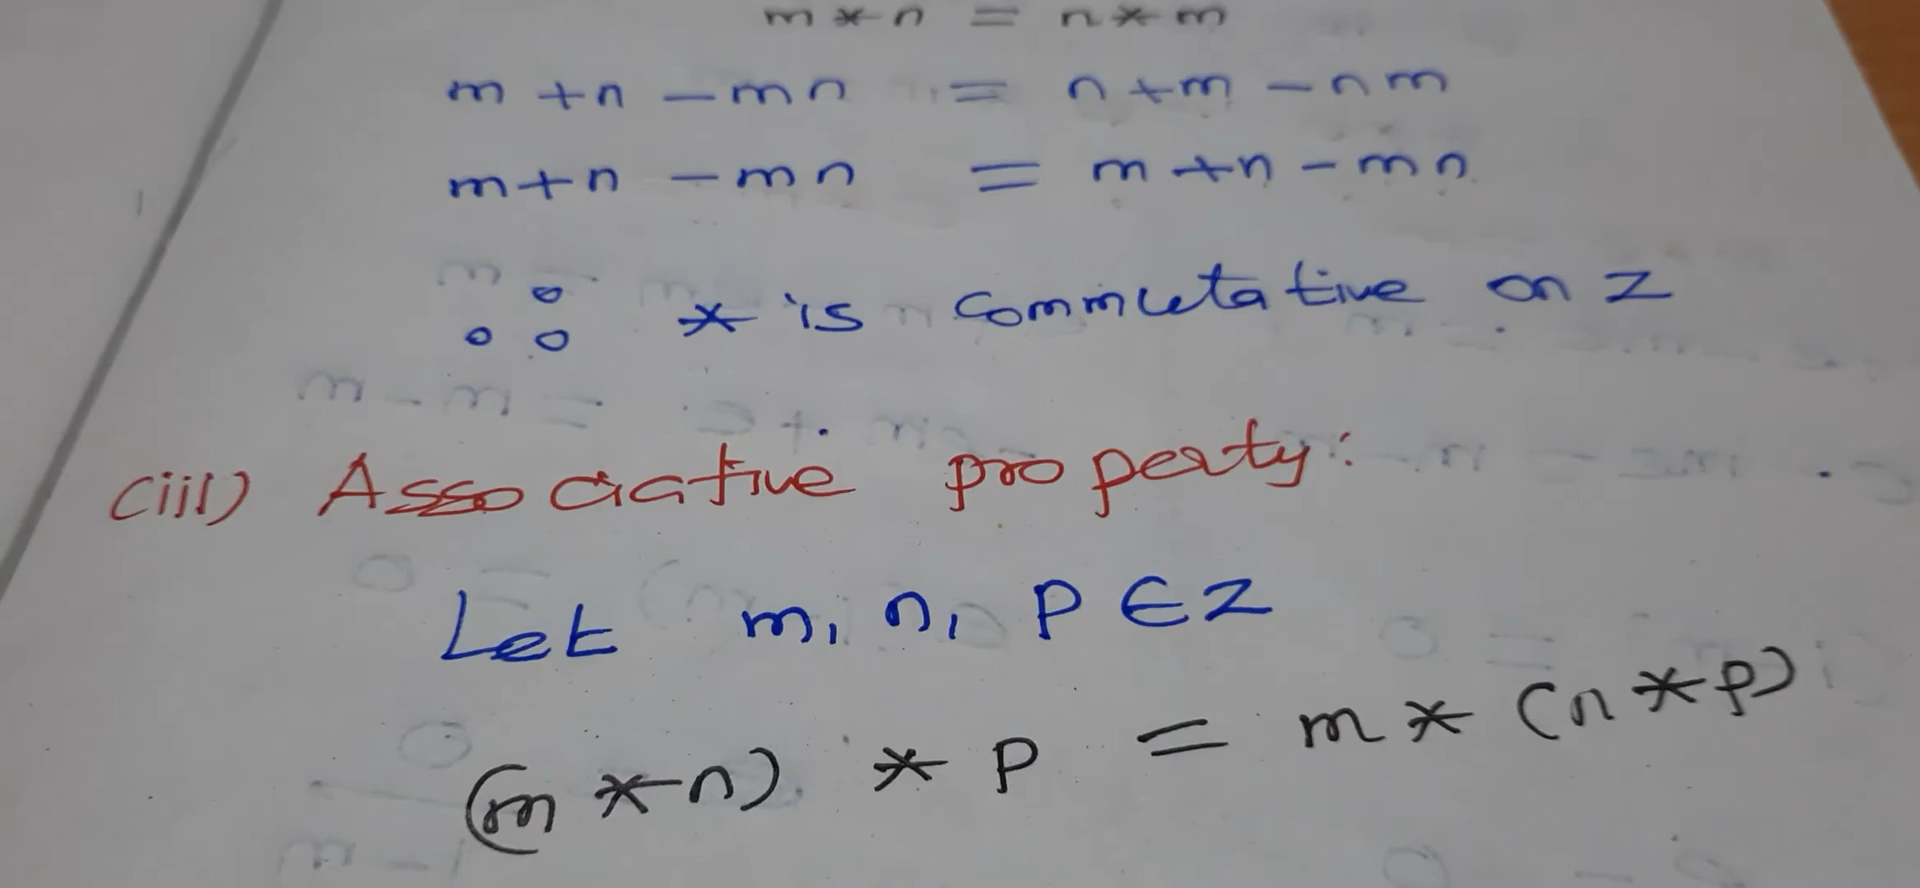 m * n = n * m
m + n - mn = n + m - nm
m + n - mn = m + n - mn
∴ * is commutative on Z
(iii) Associative property:
Let m, n, p ∈ Z
(m * n) * p = m * (n * p)